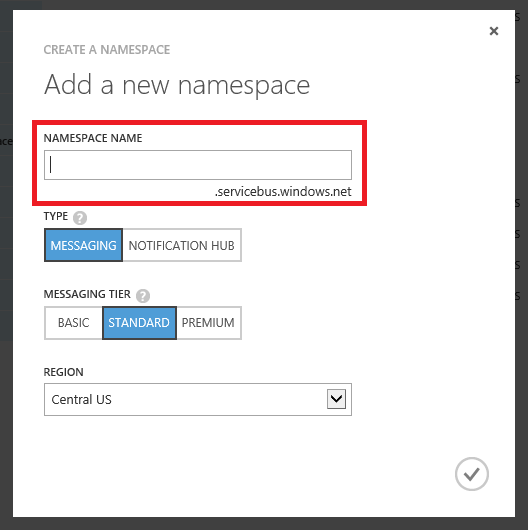 CREATE A NAMESPACE
Add a new namespace
NAMESPACE NAME
.servicebus.windows.net
TYPE ?
MESSAGING NOTIFICATION HUB
MESSAGING TIER ?
BASIC STANDARD PREMIUM
REGION
Central US